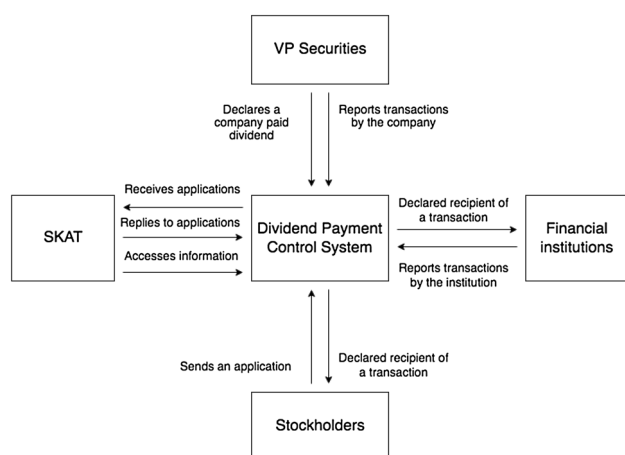 VP Securities
Declares a
company paid
dividend
Reports transactions
by the company
Receives applications
Replies to applications
Accesses information
SKAT
Dividend Payment
Control System
Declared recipient of
a transaction
Reports transactions
by the institution
Financial
institutions
Sends an application
Declared recipient of
a transaction
Stockholders